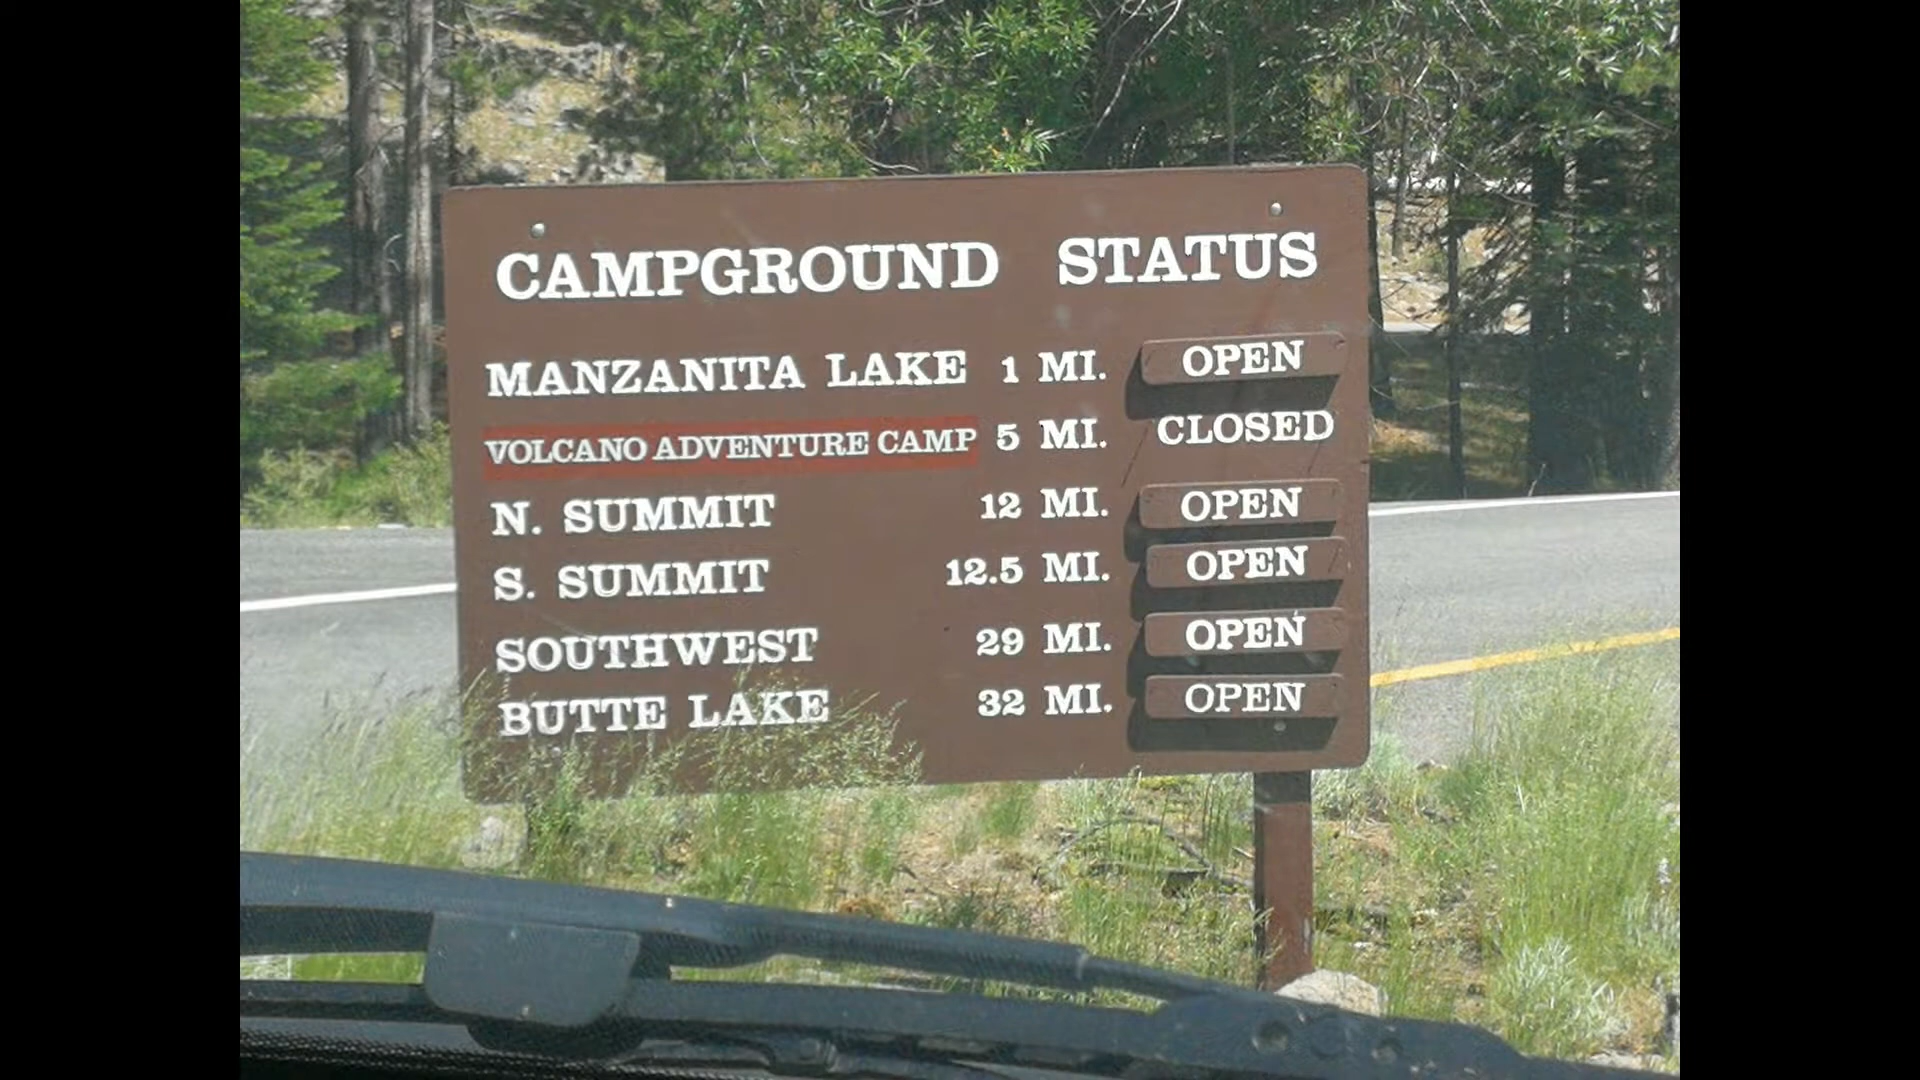 CAMPGROUND STATUS
MANZANITA LAKE 1 MI. OPEN
VOLCANO ADVENTURE CAMP 5 MI. CLOSED
N. SUMMIT 12 MI. OPEN
S. SUMMIT 12.5 MI. OPEN
SOUTHWEST 29 MI. OPEN
BUTTE LAKE 32 MI. OPEN